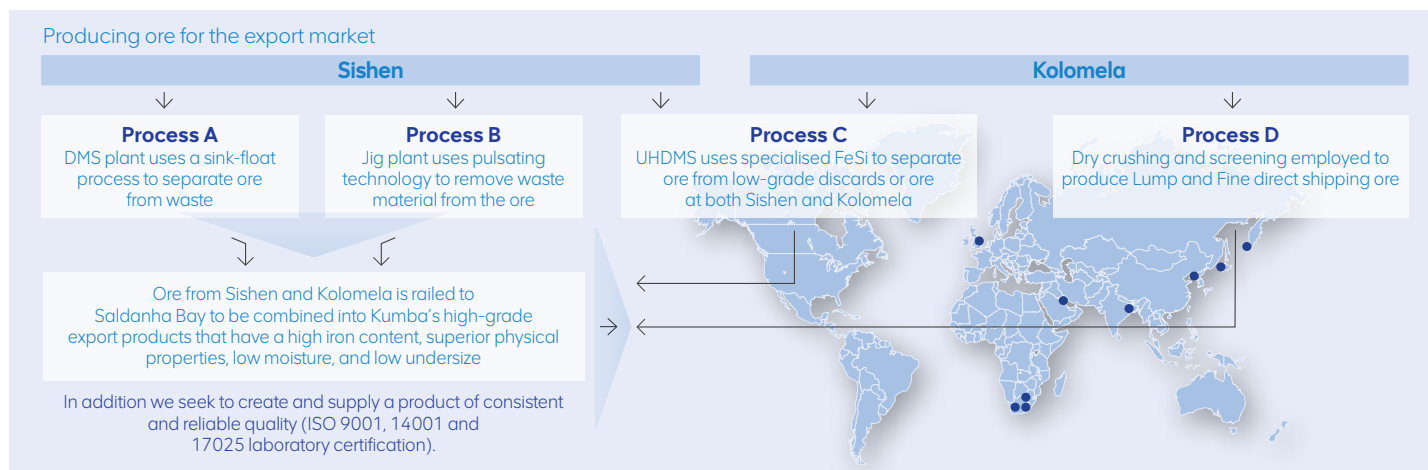 Producing ore for the export market
Sishen
Kolomela
Process A
DMS plant uses a sink-float
process to separate ore
from waste
Process B
Jig plant uses pulsating
technology to remove waste
material from the ore
Process C
UHDMS uses specialised FeSi to separate
ore from low-grade discards or ore
at both Sishen and Kolomela
Process D
Dry crushing and screening employed to
produce Lump and Fine direct shipping ore
Ore from Sishen and Kolomela is railed to
Saldanha Bay to be combined into Kumba's high-grade
export products that have a high iron content, superior physical
properties, low moisture, and low undersize
In addition we seek to create and supply a product of consistent
and reliable quality (ISO 9001, 14001 and
17025 laboratory certification).